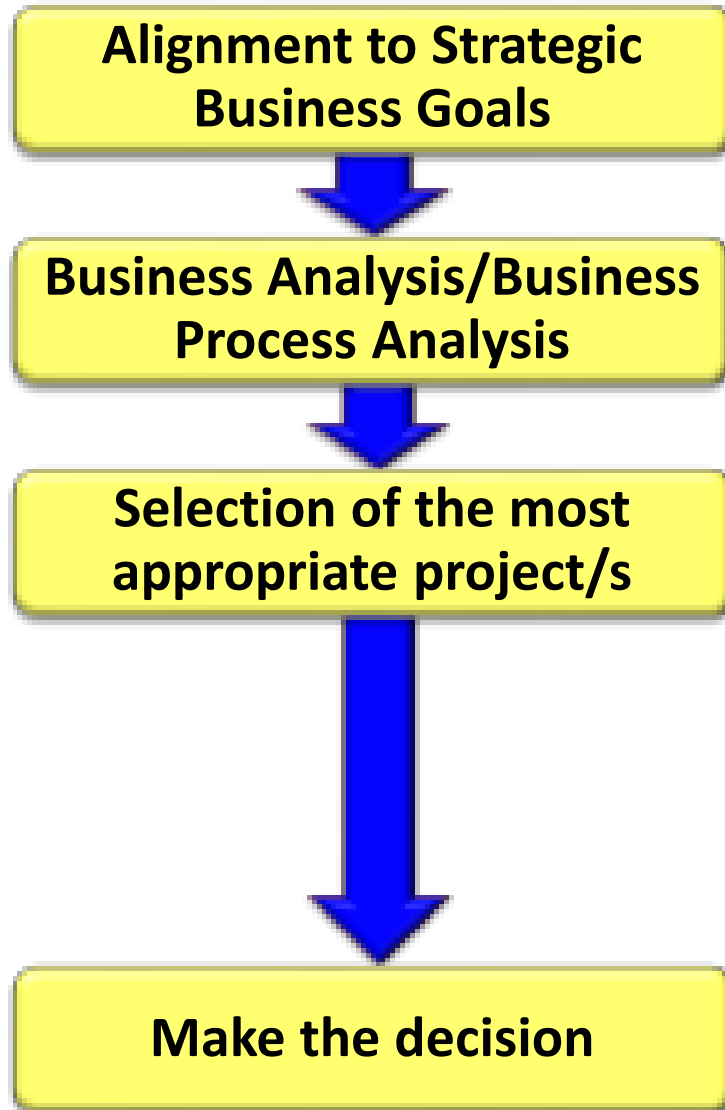 Alignment to Strategic
Business Goals
Business Analysis/Business
Process Analysis
Selection of the most
appropriate project/s
Make the decision